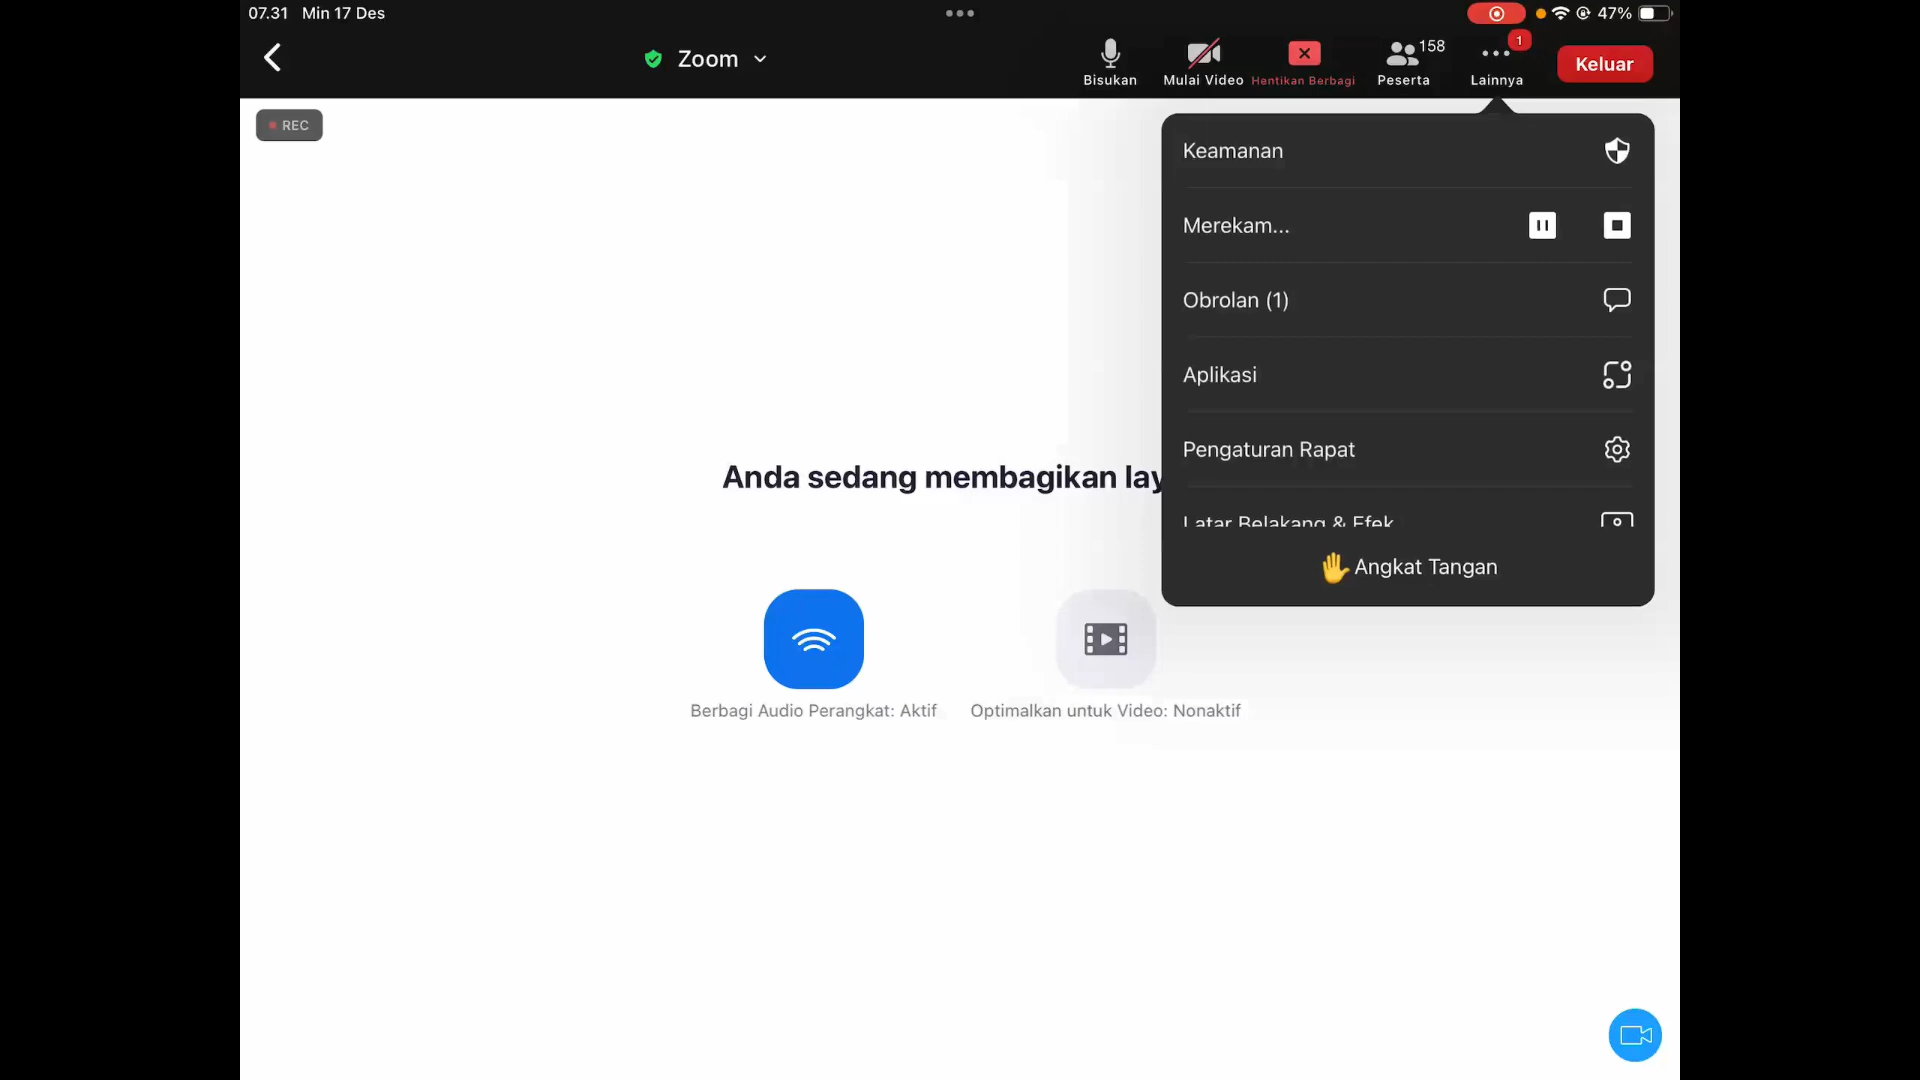 07.31 Min 17 Des
47%
Zoom
Bisukan
Mulai Video
Hentikan Berbagi
158
Peserta
1
Lainnya
Keluar
REC
Keamanan
Merekam...
Obrolan (1)
Aplikasi
Pengaturan Rapat
Latar Belakang & Efek
Angkat Tangan
Anda sedang membagikan lay
Berbagi Audio Perangkat: Aktif
Optimalkan untuk Video: Nonaktif